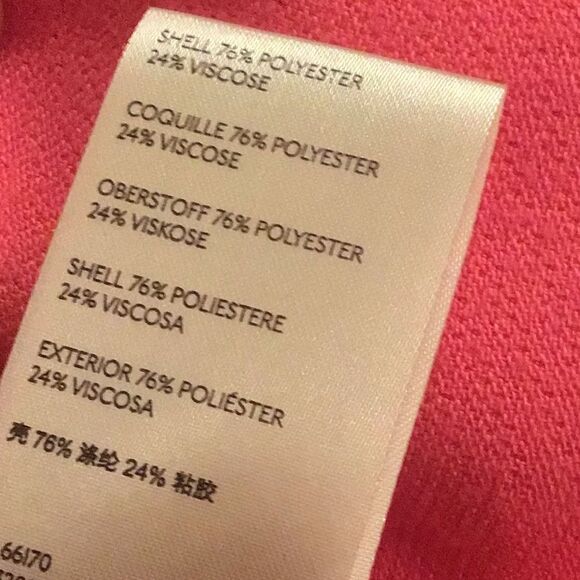 SHELL 76% POLYESTER
24% VISCOSE
COQUILLE 76% POLYESTER
24% VISCOSE
OBERSTOFF 76% POLYESTER
24% VISKOSE
SHELL 76% POLIESTERE
24% VISCOSA
EXTERIOR 76% POLIÉSTER
24% VISCOSA
壳 76% 涤纶 24% 粘胶
66170